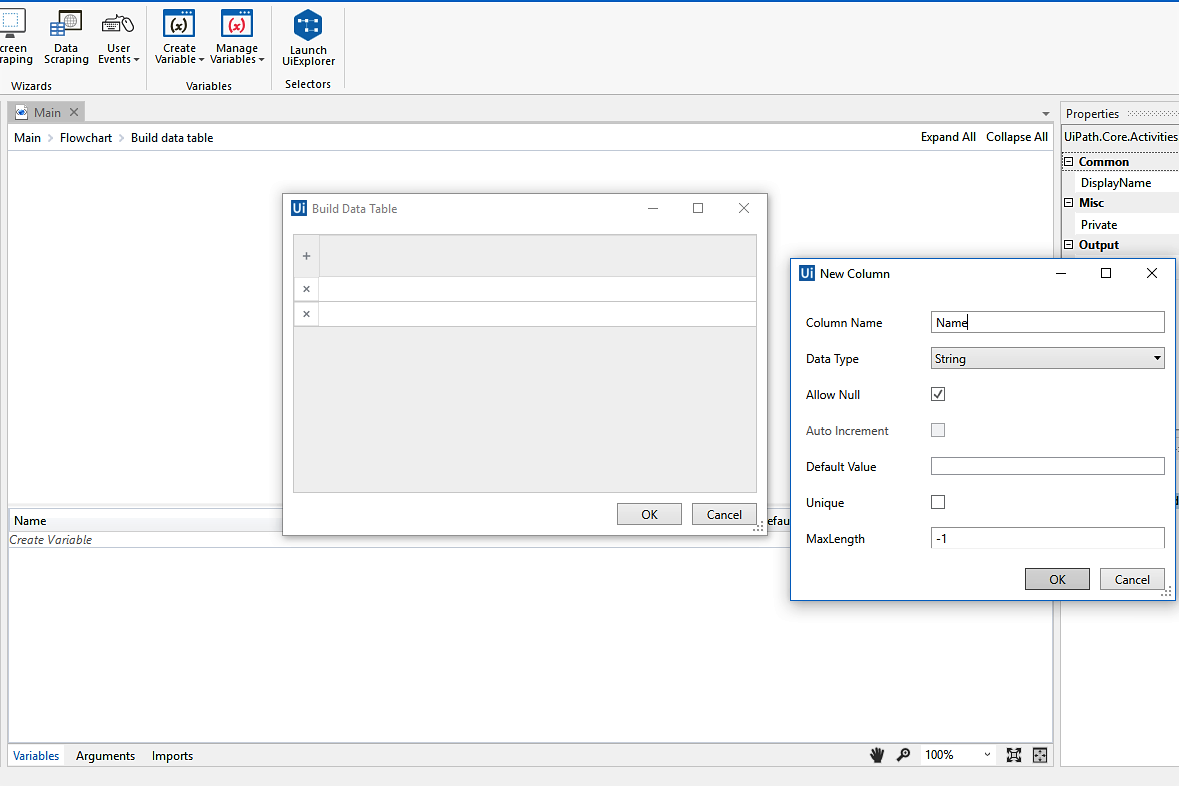 creen raping
Data Scraping
User Events
Create Variable
Manage Variables
Launch UiExplorer
Wizards
Variables
Selectors
Main
Properties
Main > Flowchart > Build data table
Expand All Collapse All
UiPath.Core.Activities
Common
DisplayName
Misc
Private
Output
Ui Build Data Table
+
×
×
OK Cancel
Ui New Column
Column Name Name
Data Type String
Allow Null
Auto Increment
Default Value
Unique
MaxLength -1
OK Cancel
Name
efau
Create Variable
Variables Arguments Imports
100%